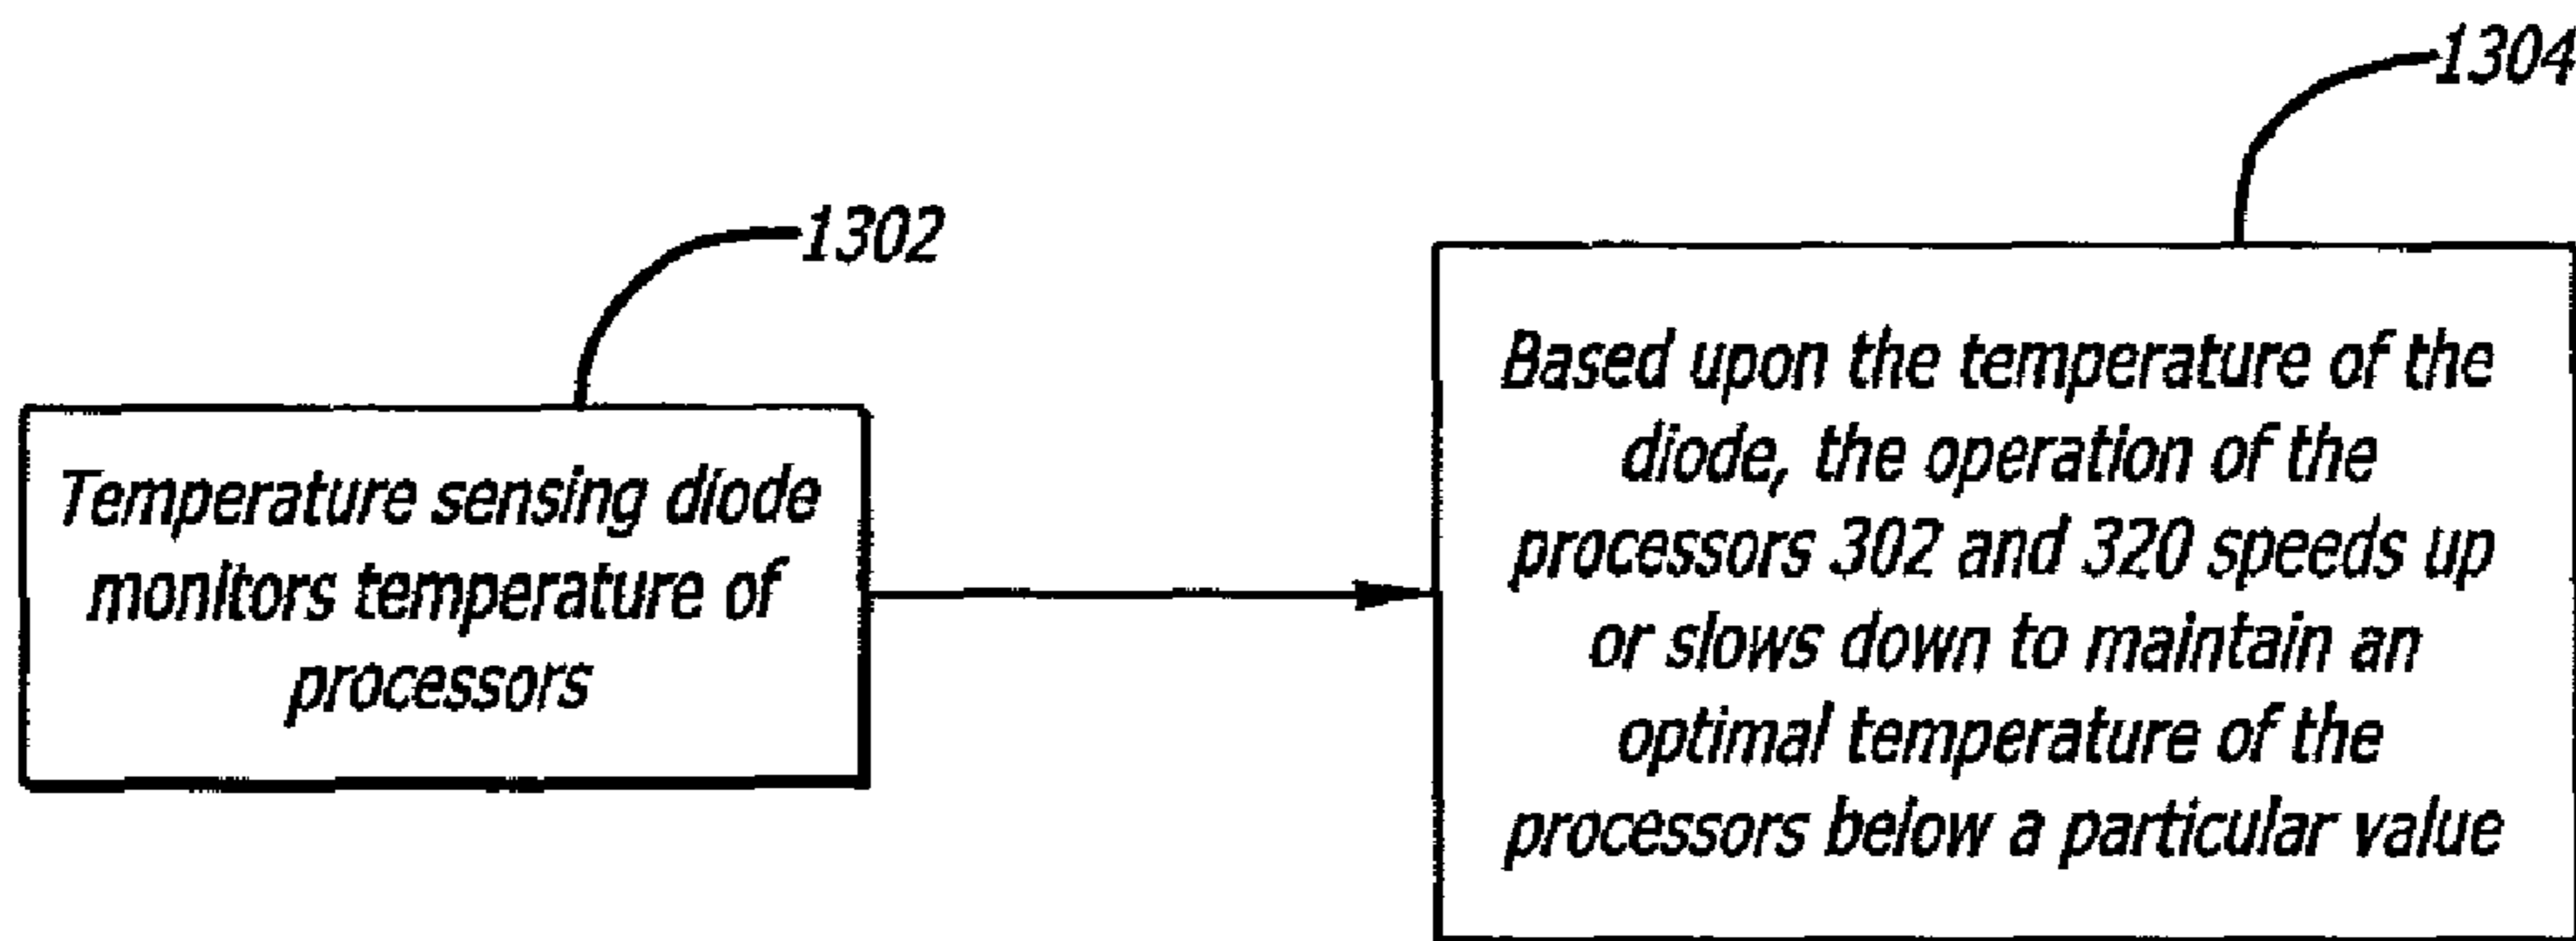 1302
Temperature sensing diode
monitors temperature of
processors
1304
Based upon the temperature of the
diode, the operation of the
processors 302 and 320 speeds up
or slows down to maintain an
optimal temperature of the
processors below a particular value